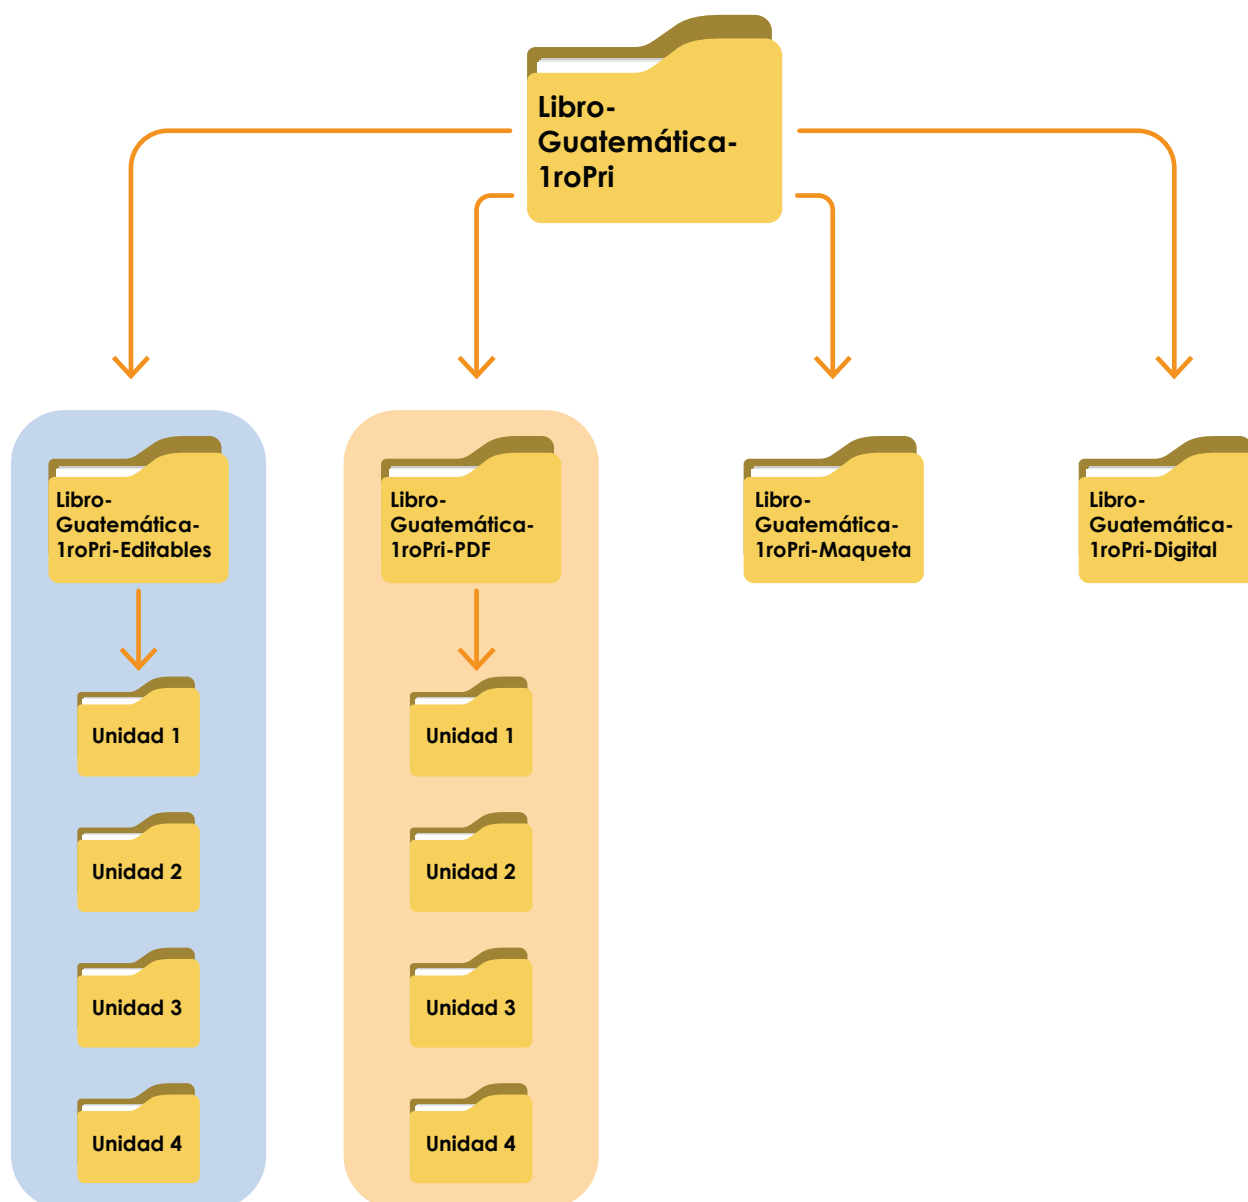 Libro-
Guatemática-
1roPri
Libro-
Guatemática-
1roPri-Editables
Libro-
Guatemática-
1roPri-PDF
Libro-
Guatemática-
1roPri-Maqueta
Libro-
Guatemática-
1roPri-Digital
Unidad 1
Unidad 2
Unidad 3
Unidad 4
Unidad 1
Unidad 2
Unidad 3
Unidad 4